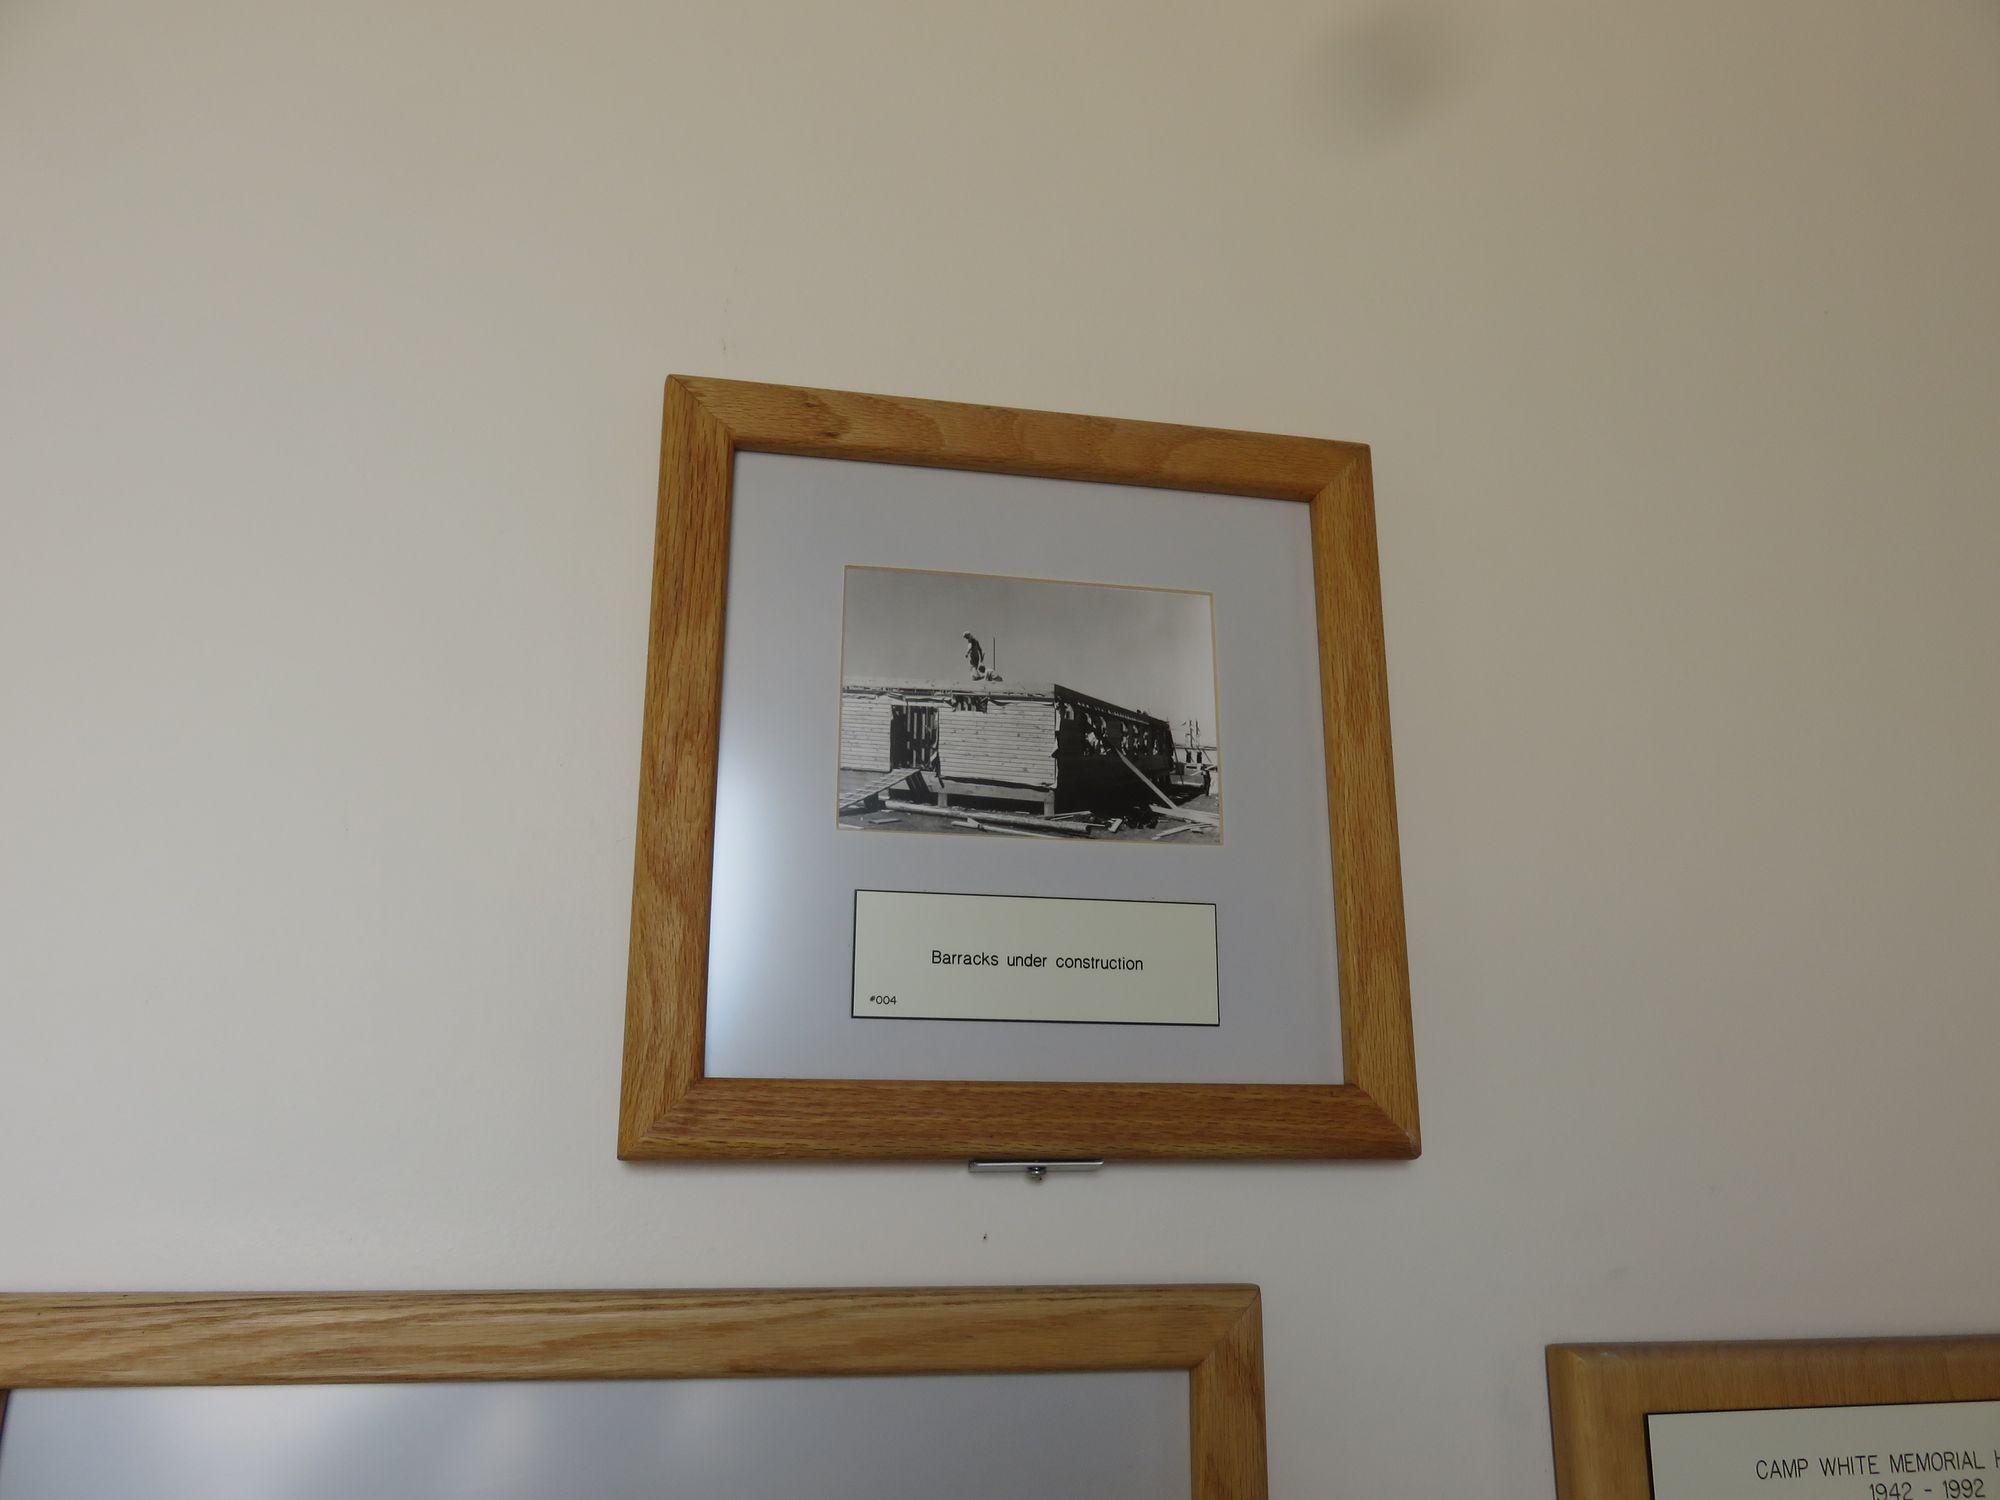 Barracks under construction
#004
CAMP WHITE MEMORIAL
1942 - 1992